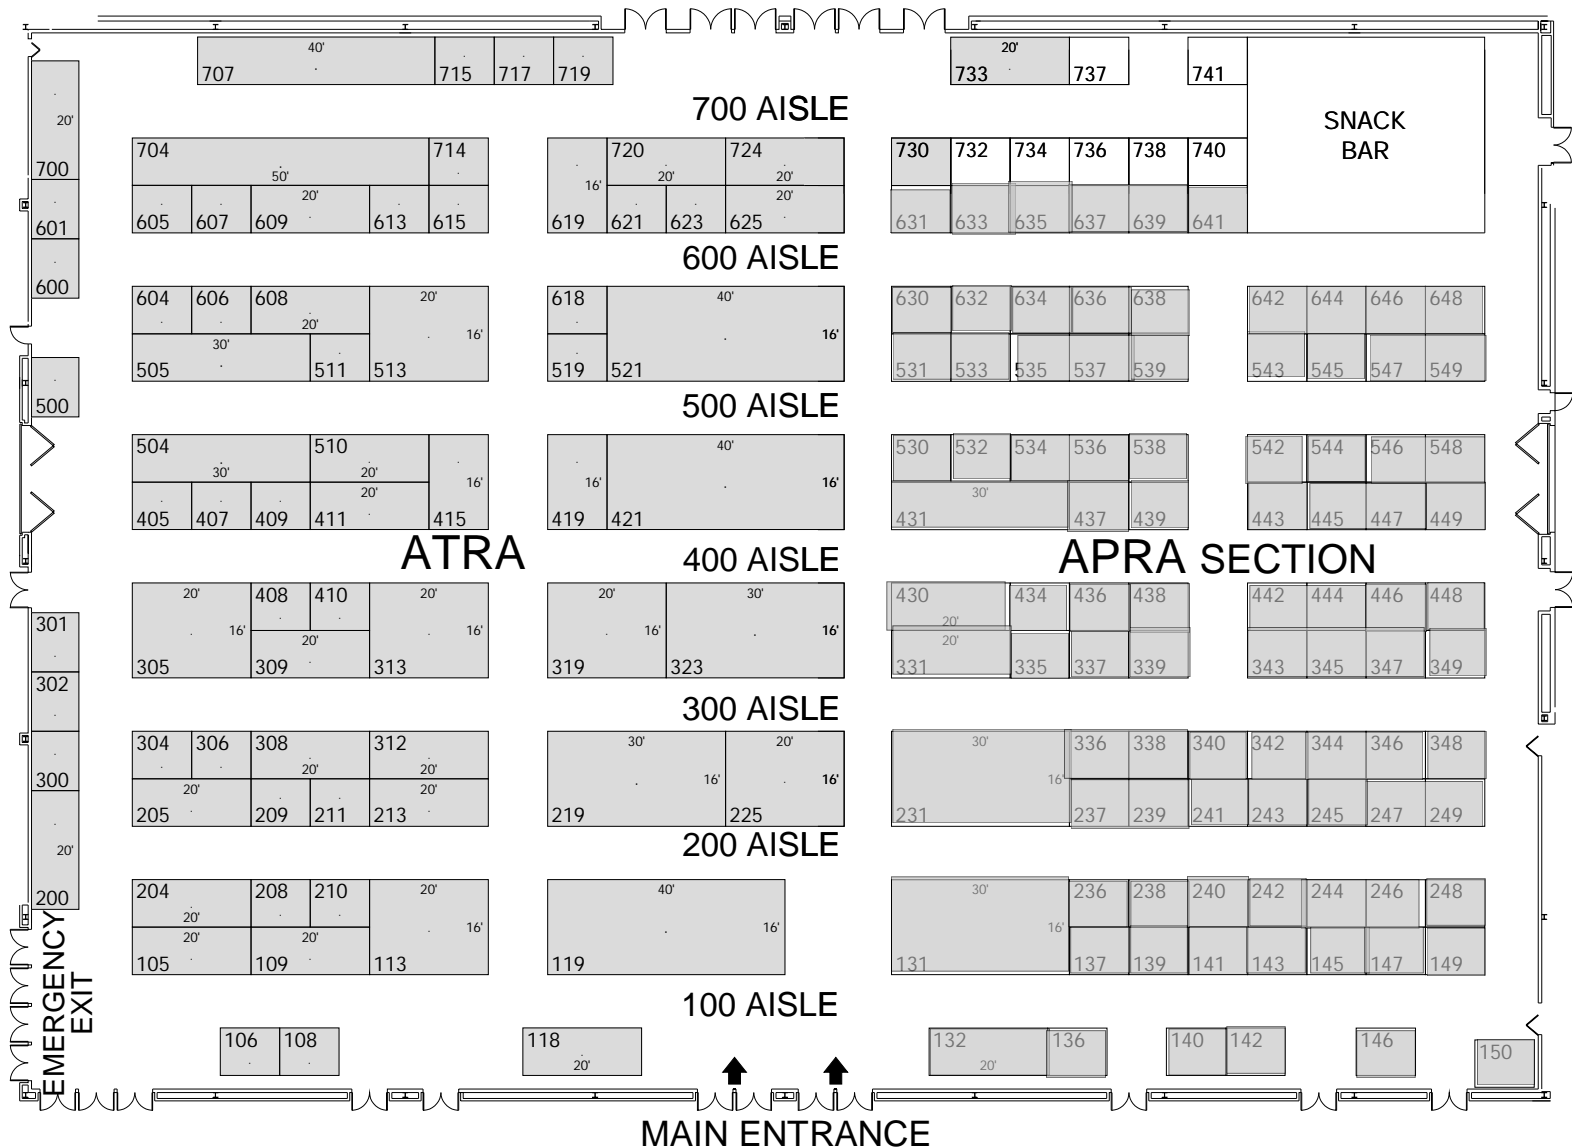 40' 20'
707 715 717 719 733 737 741
20'
700 AISLE
SNACK
BAR
704 714 720 724 730 732 734 736 738 740
700
50' 16' 20' 20'
20' 20'
605 607 609 613 615 619 621 623 625 631 633 635 637 639 641
601
600 AISLE
600
604 606 608 20' 618 40' 630 632 634 636 638 642 644 646 648
20' 16' 16'
30'
505 511 513 519 521 531 533 535 537 539 543 545 547 549
500
500 AISLE
504 510 40' 530 532 534 536 538 542 544 546 548
30' 20' 16' 16' 16'
20' 30'
405 407 409 411 415 419 421 431 437 439 443 445 447 449
ATRA 400 AISLE APRA SECTION
20' 408 410 20' 20' 30' 430 434 436 438 442 444 446 448
20'
301
16' 20' 16' 16' 16' 20'
305 309 313 319 323 331 335 337 339 343 345 347 349
302
300 AISLE
304 306 308 312 30' 20' 30' 336 338 340 342 344 346 348
20' 20' 16' 16' 16'
300
20' 20'
205 209 211 213 219 225 231 237 239 241 243 245 247 249
20'
200 AISLE
204 208 210 20' 40' 30' 236 238 240 242 244 246 248
200
20' 16' 16' 16'
20' 20'
105 109 113 119 131 137 139 141 143 145 147 149
EMERGENCY
EXIT
100 AISLE
106 108 118 132 136 140 142 146 150
20' 20'
MAIN ENTRANCE